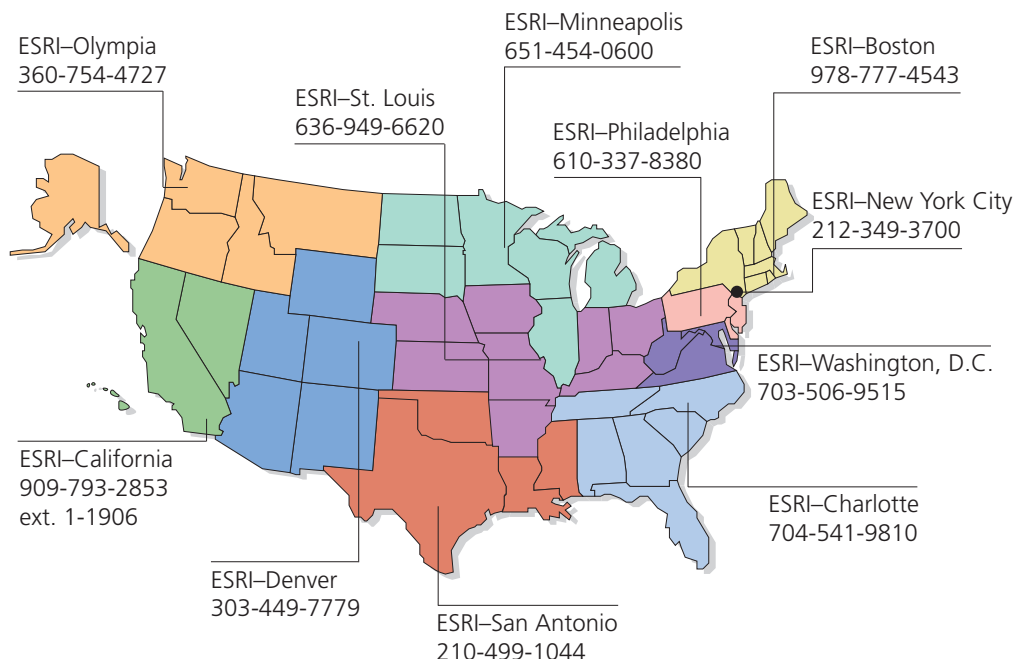 ESRI–Minneapolis
651-454-0600
ESRI–Olympia
360-754-4727
ESRI–Boston
978-777-4543
ESRI–St. Louis
636-949-6620
ESRI–Philadelphia
610-337-8380
ESRI–New York City
212-349-3700
ESRI–Washington, D.C.
703-506-9515
ESRI–California
909-793-2853
ext. 1-1906
ESRI–Charlotte
704-541-9810
ESRI–Denver
303-449-7779
ESRI–San Antonio
210-499-1044